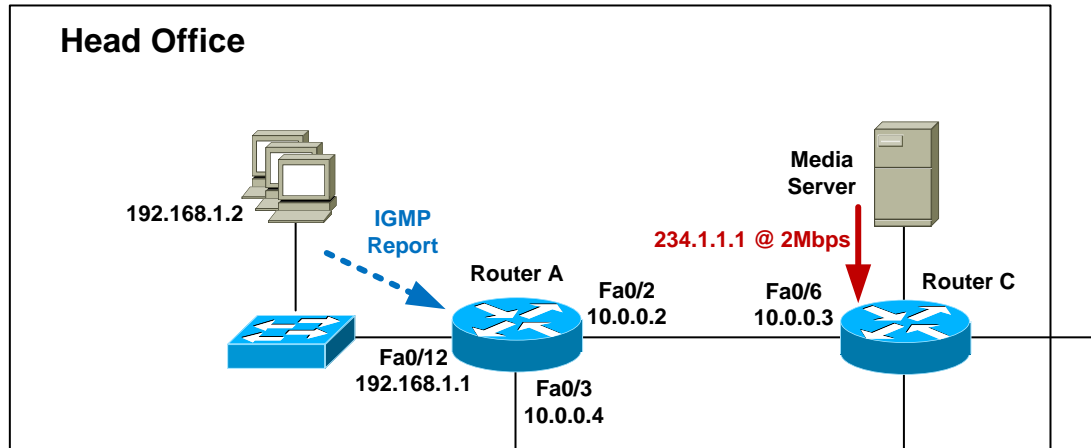 Head Office
Media
Server
192.168.1.2
IGMP
Report
234.1.1.1 @ 2Mbps
Router A
Router C
Fa0/2
10.0.0.2
Fa0/6
10.0.0.3
Fa0/12
192.168.1.1
Fa0/3
10.0.0.4